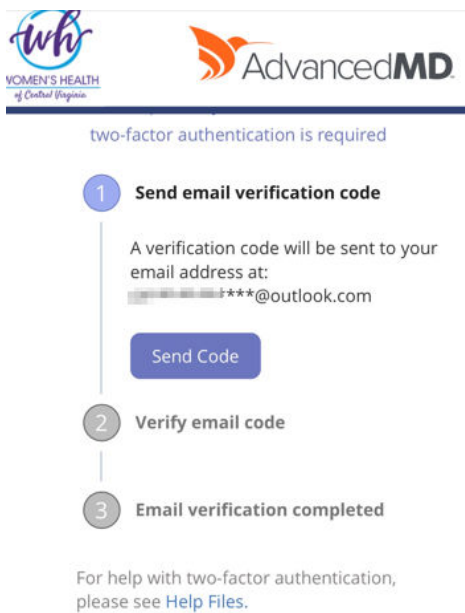 wh
WOMEN'S HEALTH
of Central Virginia
AdvancedMD
two-factor authentication is required
1
Send email verification code
A verification code will be sent to your
email address at:
***@outlook.com
Send Code
2
Verify email code
3
Email verification completed
For help with two-factor authentication,
please see Help Files.